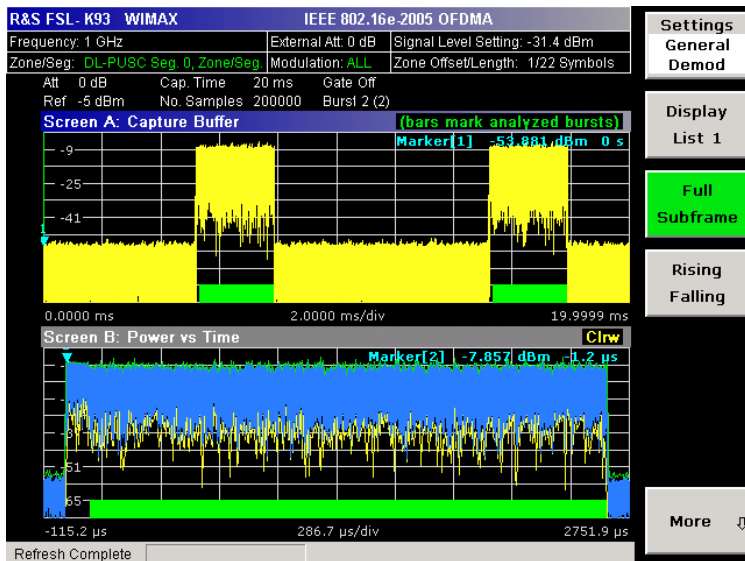 R&S FSL- K93 WIMAX IEEE 802.16e-2005 OFDMA
Frequency: 1 GHz External Att: 0 dB Signal Level Setting: -31.4 dBm
Zone/Seg: DL-PUSC Seg. 0, Zone/Seg. Modulation: ALL Zone Offset/Length: 1/22 Symbols
Att 0 dB Cap. Time 20 ms Gate Off
Ref -5 dBm No. Samples 200000 Burst 2 (2)
Screen A: Capture Buffer (bars mark analyzed bursts)
Marker[1] -53.881 dBm 0 s
-9
-25
-41
1
0.0000 ms 2.0000 ms/div 19.9999 ms
Screen B: Power vs Time Clrw
Marker[2] -7.857 dBm -1.2 µs
-51
-65
-115.2 µs 286.7 µs/div 2751.9 µs
Refresh Complete
Settings
General
Demod
Display
List 1
Full
Subframe
Rising
Falling
More